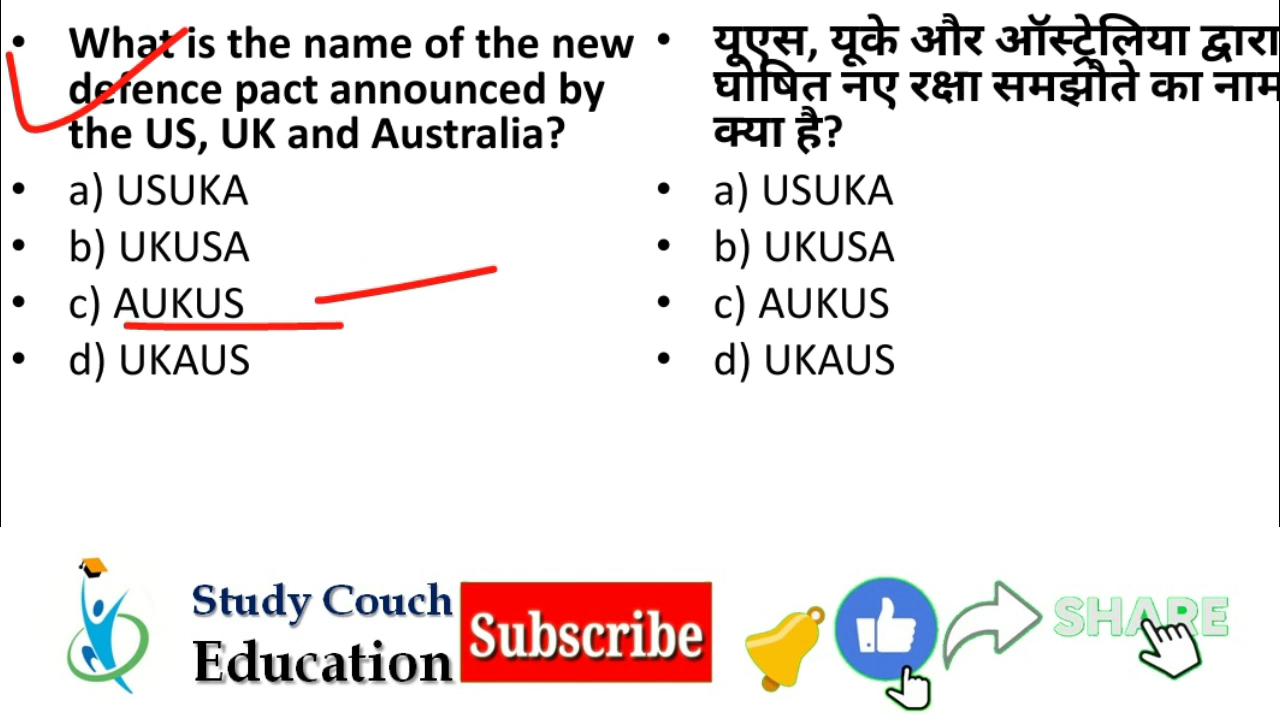 • What is the name of the new
defence pact announced by
the US, UK and Australia?
• a) USUKA
• b) UKUSA
• c) AUKUS
• d) UKAUS
• यूएस, यूके और ऑस्ट्रेलिया द्वारा
घोषित नए रक्षा समझौते का नाम
क्या है?
• a) USUKA
• b) UKUSA
• c) AUKUS
• d) UKAUS
Study Couch
Education
Subscribe
SHARE